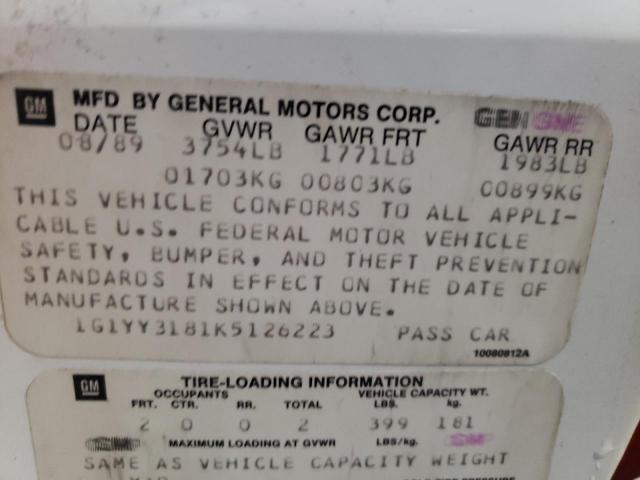 GM MFD BY GENERAL MOTORS CORP. GEN GME
DATE GVWR GAWR FRT GAWR RR
08/89 3754LB 1771LB 1983LB
01703KG 00803KG 00899KG
THIS VEHICLE CONFORMS TO ALL APPLI-
CABLE U.S. FEDERAL MOTOR VEHICLE
SAFETY, BUMPER, AND THEFT PREVENTION
STANDARDS IN EFFECT ON THE DATE OF
MANUFACTURE SHOWN ABOVE.
1G1YY3181K5126223 PASS CAR
10080812A
GM TIRE-LOADING INFORMATION
OCCUPANTS VEHICLE CAPACITY WT.
FRT. CTR. RR. TOTAL LBS. kg.
2 0 0 2 399 181
GM MAXIMUM LOADING AT GVWR LBS/kg.
SAME AS VEHICLE CAPACITY WEIGHT